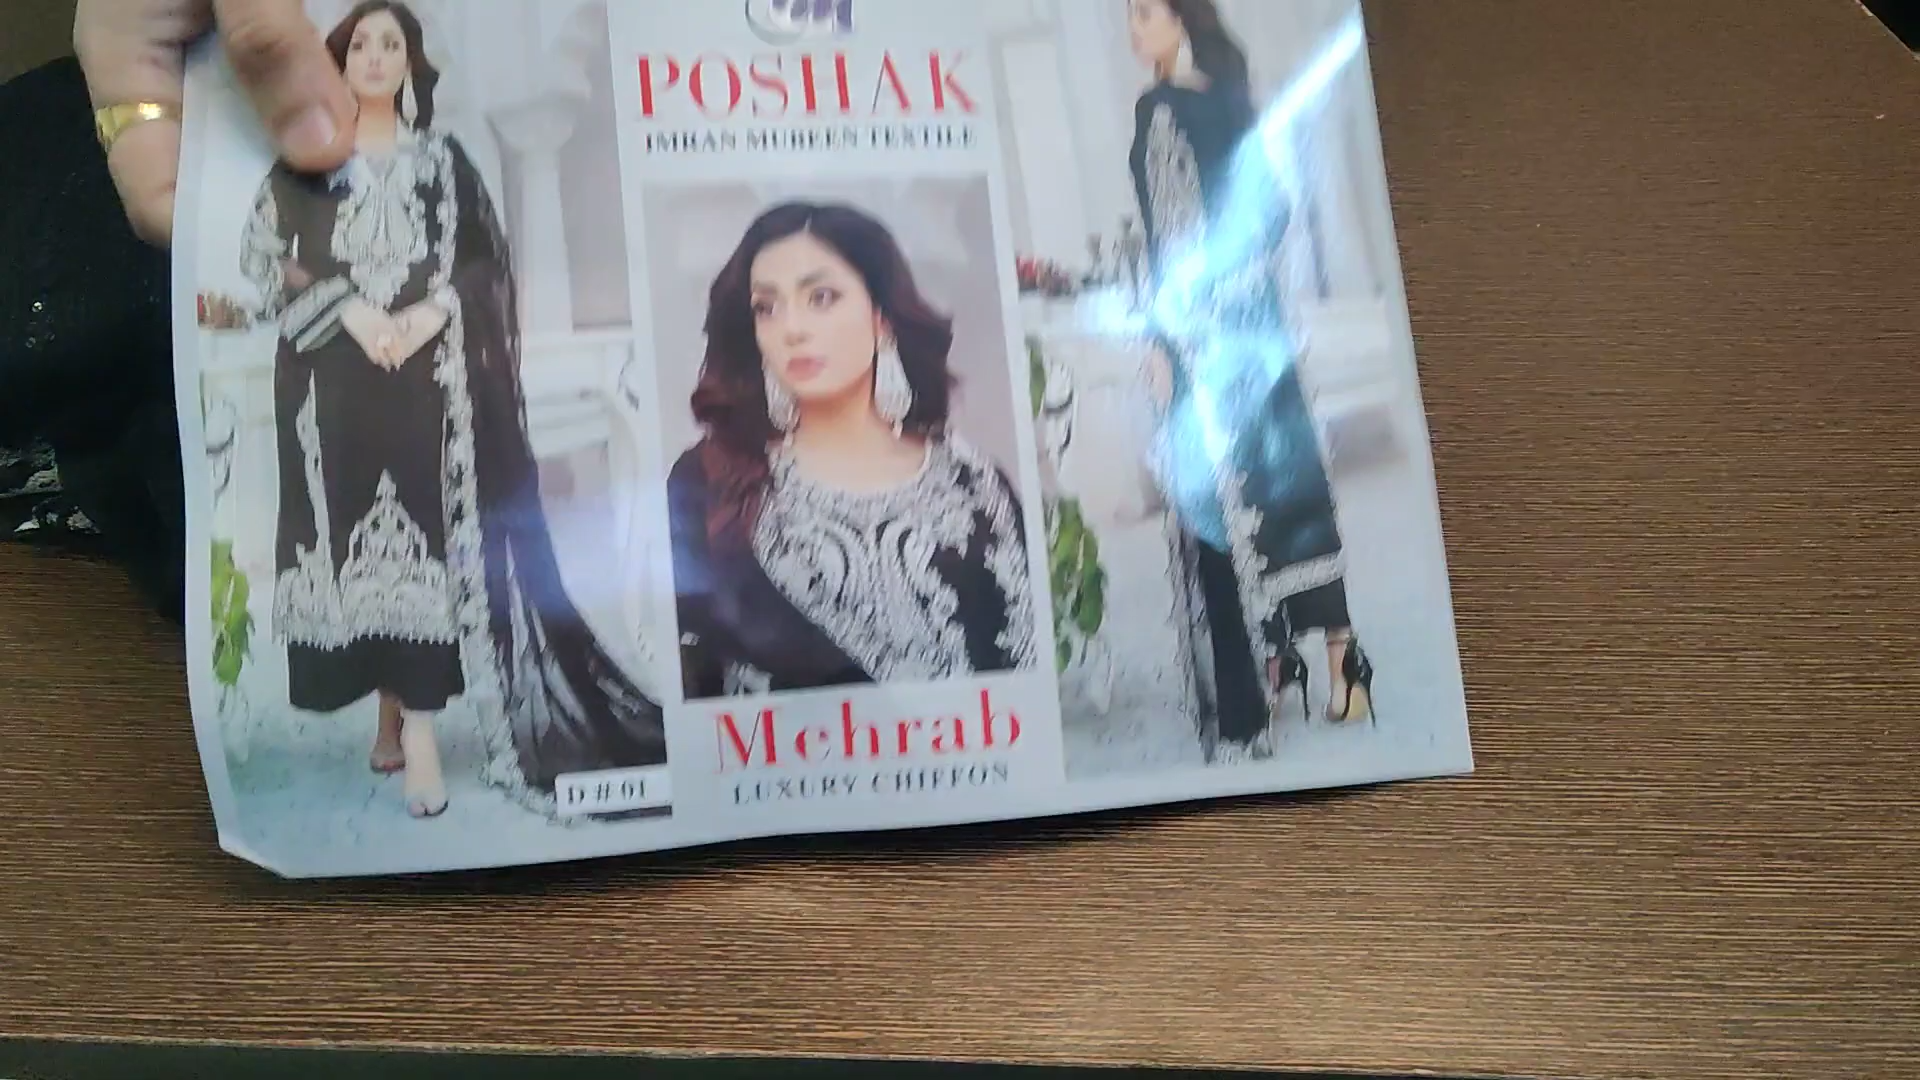 POSHAK
IMRAN MUBEEN TEXTILE
Mehrab
LUXURY CHIFFON
D # 01